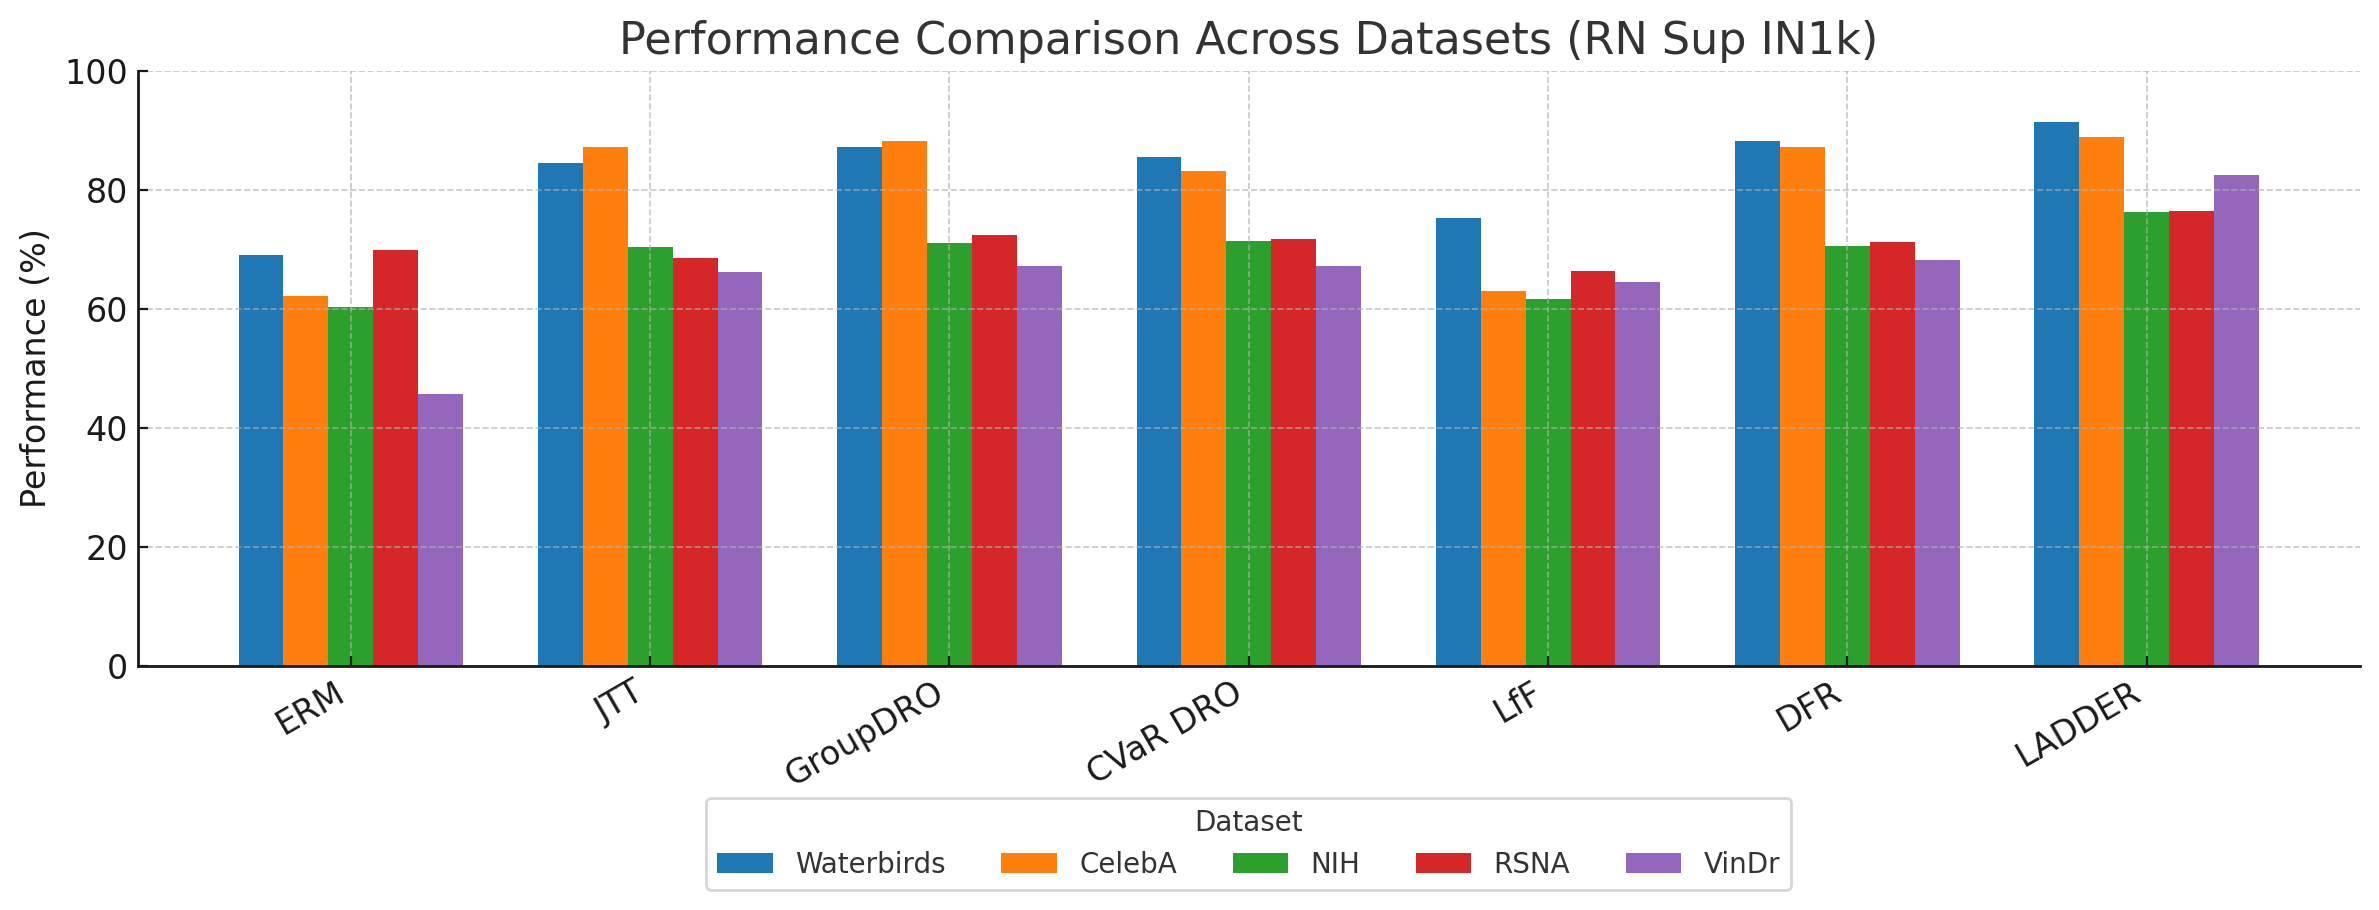 Performance Comparison Across Datasets (RN Sup IN1k)
Performance (%)
100
80
60
40
20
0
ERM
JTT
GroupDRO
CVaR DRO
LfF
DFR
LADDER
Dataset
Waterbirds CelebA NIH RSNA VinDr